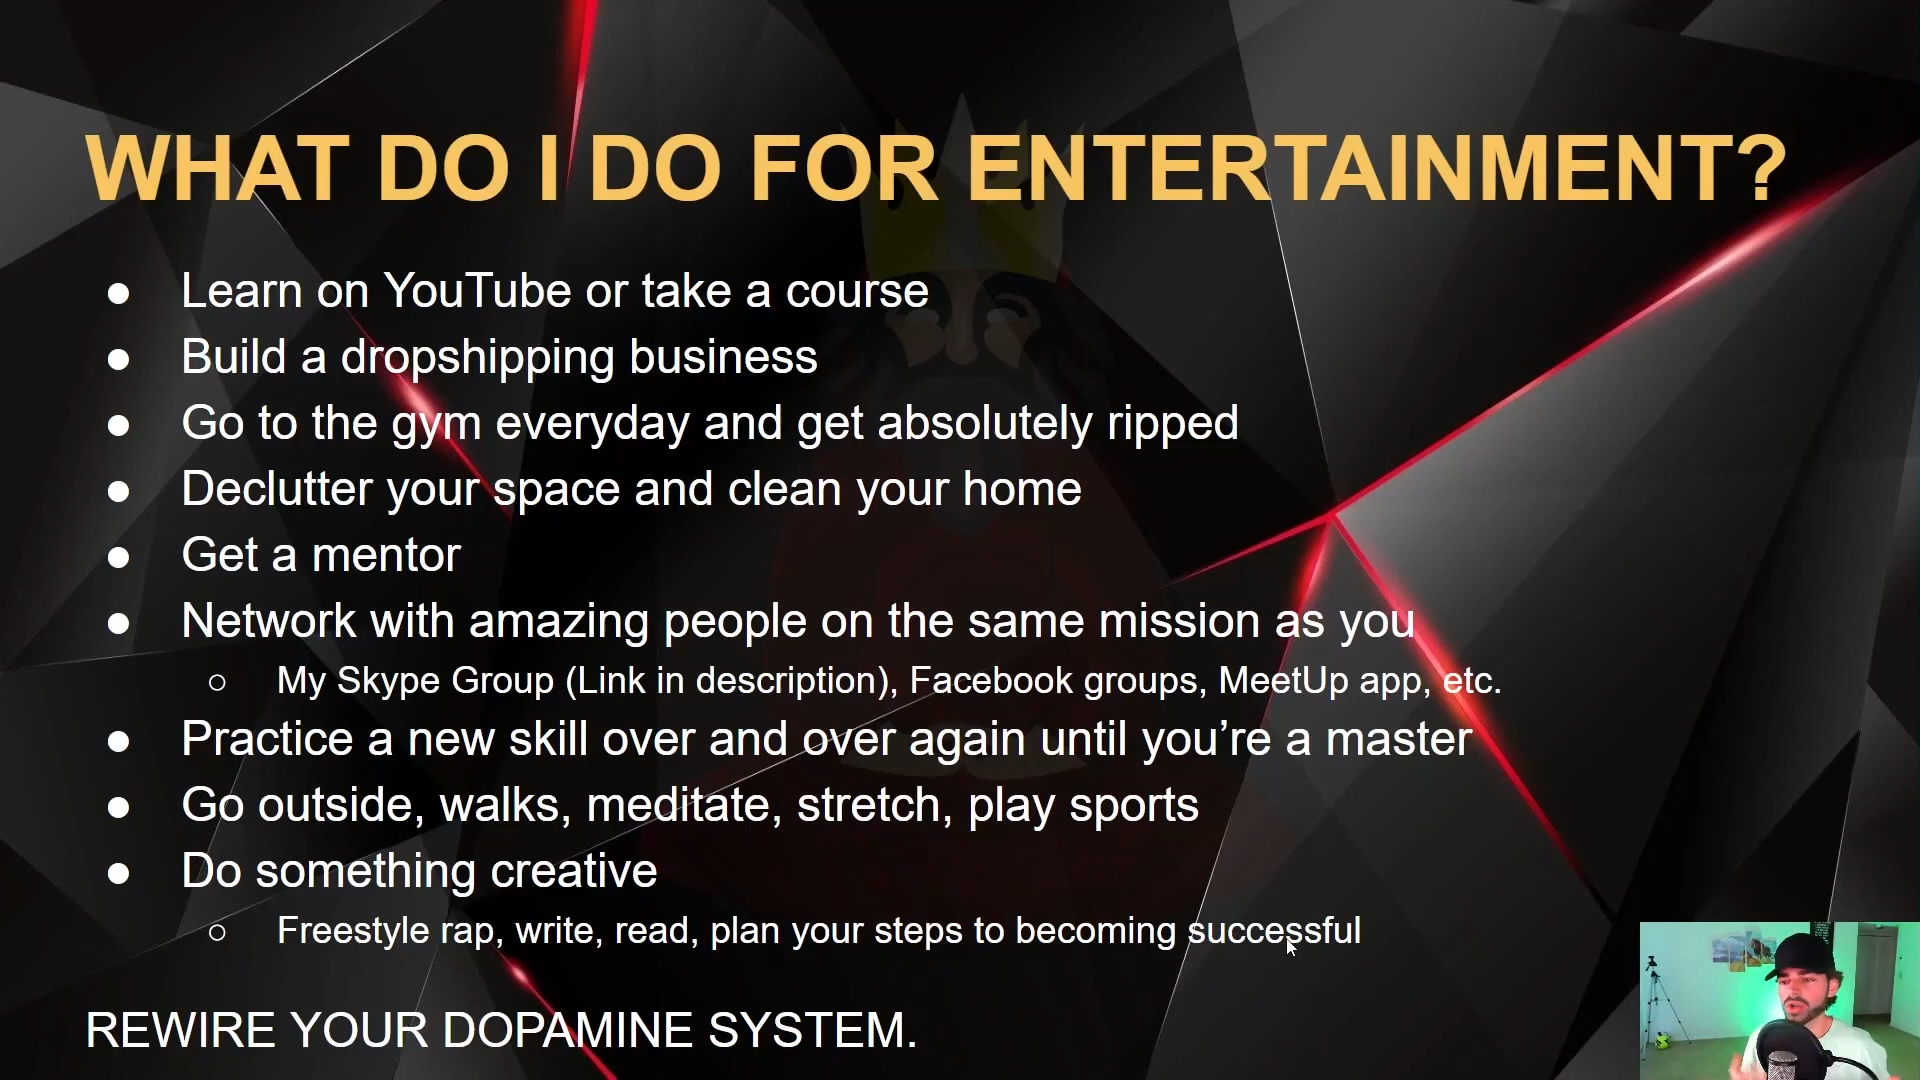 WHAT DO I DO FOR ENTERTAINMENT?
● Learn on YouTube or take a course
● Build a dropshipping business
● Go to the gym everyday and get absolutely ripped
● Declutter your space and clean your home
● Get a mentor
● Network with amazing people on the same mission as you
○ My Skype Group (Link in description), Facebook groups, MeetUp app, etc.
● Practice a new skill over and over again until you’re a master
● Go outside, walks, meditate, stretch, play sports
● Do something creative
○ Freestyle rap, write, read, plan your steps to becoming successful
REWIRE YOUR DOPAMINE SYSTEM.